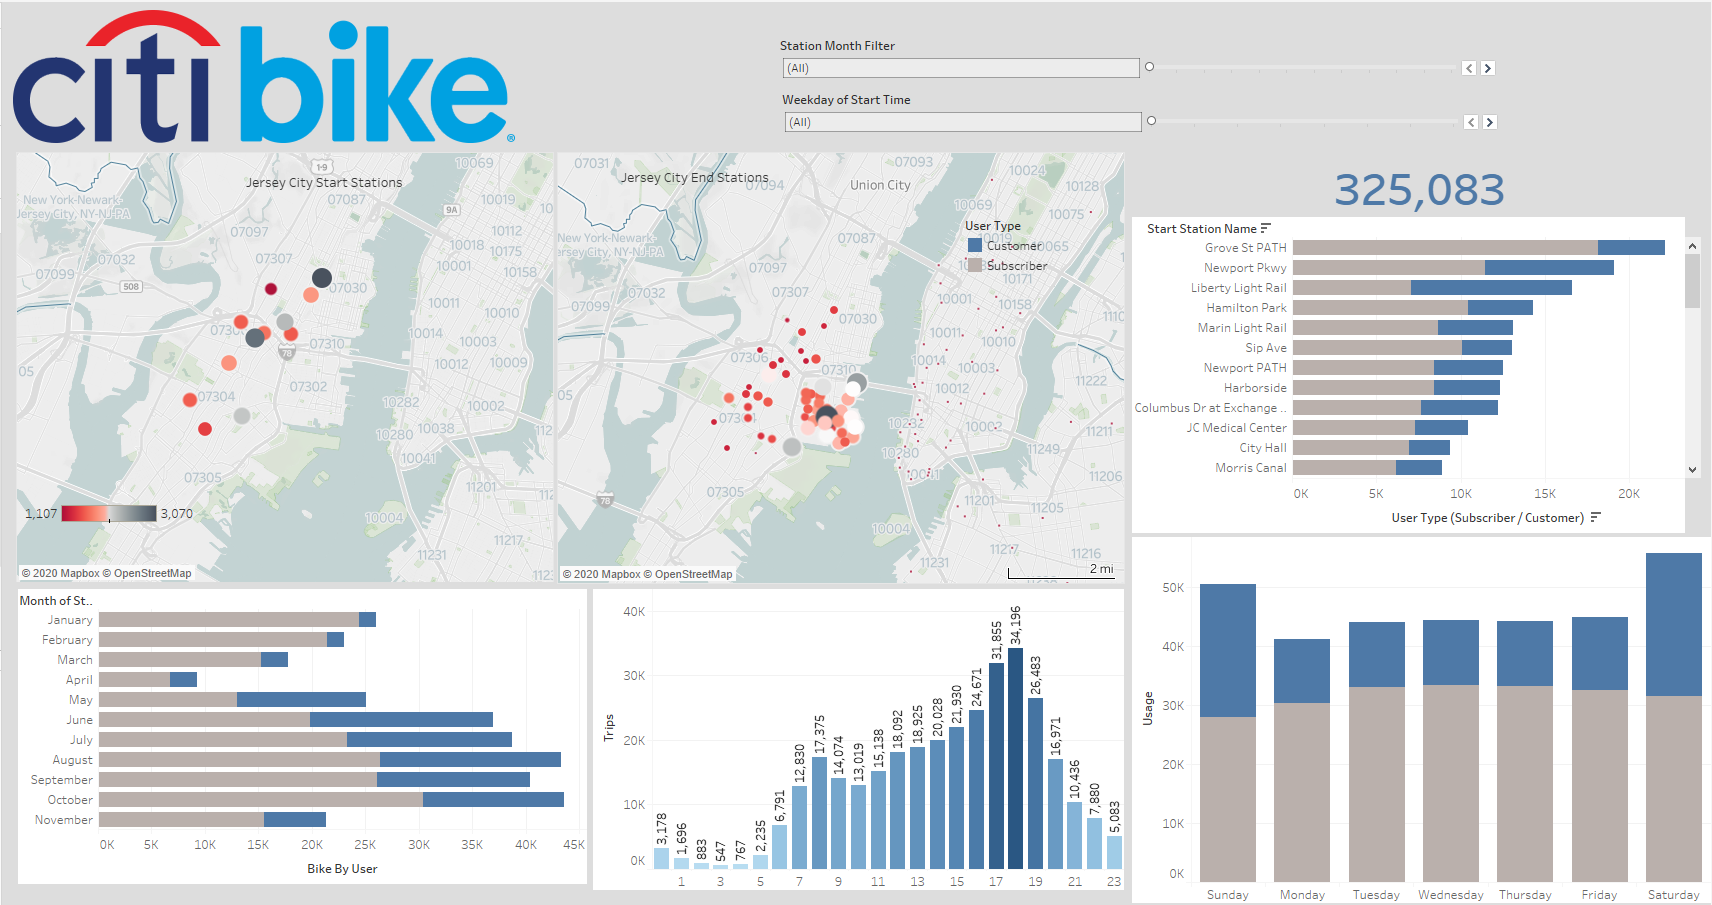 citi bike®
Station Month Filter
(All)
Weekday of Start Time
(All)
Jersey City Start Stations
1-9
10069
07087
9A
New York-Newark-
Jersey City, NY-NJ-PA
07097
10112
10018
10175
07099
07032
07307
10001
508
07030
10011
10014
07310
10003
78
10009
07302
07304
10282
10002
10280
10038
10041
07305
11201
10004
11217
11231
1,107
3,070
© 2020 Mapbox © OpenStreetMap
Jersey City End Stations
07031
07093
07094
Union City
10024
10128
10069
10075
User Type
Customer
Subscriber
New York-Newark-
ersey City, NY-NJ-PA
07087
07097
10065
07099
07032
07307
10001
10158
07030
10010
07306
10014
07310
10003
11222
10012
11101
11211
10002
10280
11249
07305
11206
78
11201
11205
10004
11217
11216
11231
© 2020 Mapbox © OpenStreetMap
2 mi
325,083
Start Station Name
Grove St PATH
Newport Pkwy
Liberty Light Rail
Hamilton Park
Marin Light Rail
Sip Ave
Newport PATH
Harborside
Columbus Dr at Exchange ..
JC Medical Center
City Hall
Morris Canal
0K 5K 10K 15K 20K
User Type (Subscriber / Customer)
Month of St..
January
February
March
April
May
June
July
August
September
October
November
0K 5K 10K 15K 20K 25K 30K 35K 40K 45K
Bike By User
Trips
40K
30K
20K
10K
0K
3,178 1,696 883 547 767 2,235 6,791 12,830 17,375 14,074 13,019 15,138 18,092 18,925 20,028 21,930 24,671 31,855 34,196 26,483 16,971 10,436 7,880 5,083
1 3 5 7 9 11 13 15 17 19 21 23
Usage
50K
40K
30K
20K
10K
0K
Sunday Monday Tuesday Wednesday Thursday Friday Saturday